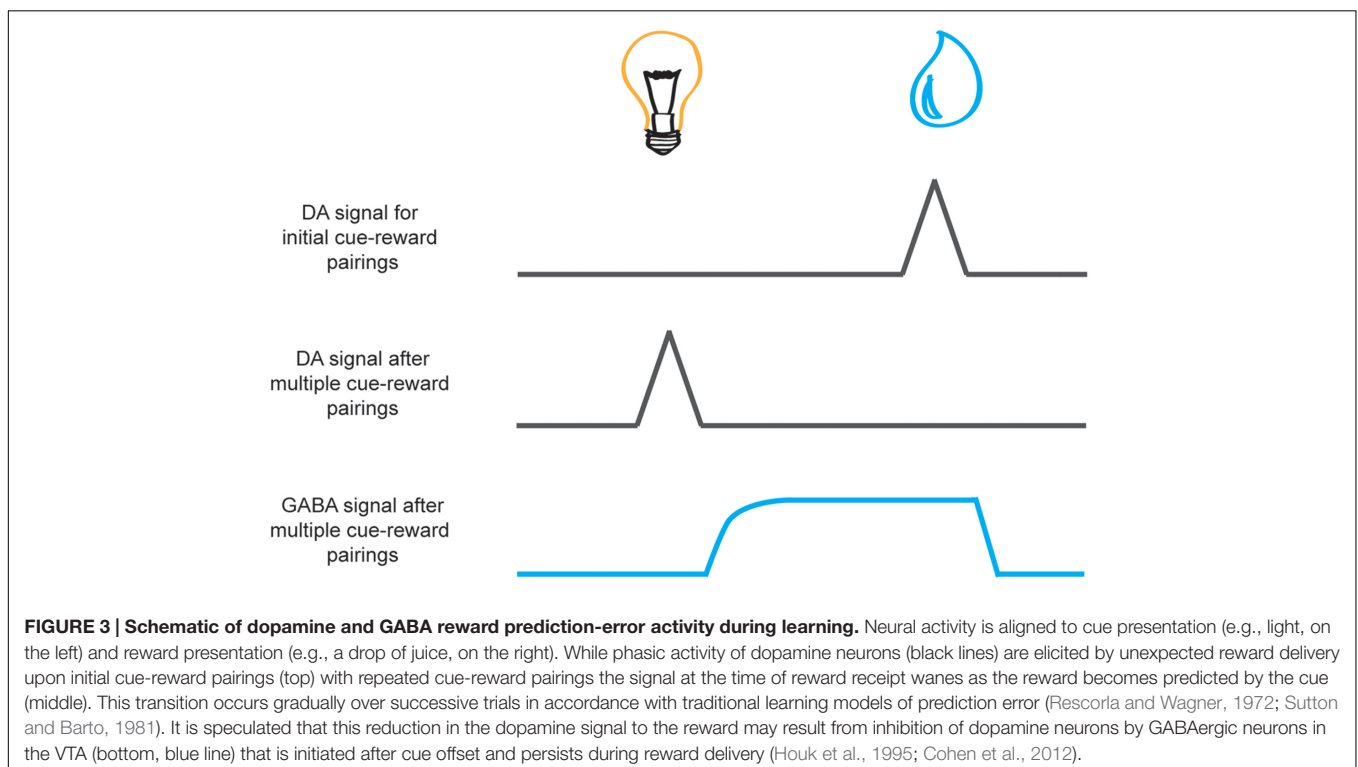 DA signal for
initial cue-reward
pairings
DA signal after
multiple cue-reward
pairings
GABA signal after
multiple cue-reward
pairings
FIGURE 3 | Schematic of dopamine and GABA reward prediction-error activity during learning. Neural activity is aligned to cue presentation (e.g., light, on
the left) and reward presentation (e.g., a drop of juice, on the right). While phasic activity of dopamine neurons (black lines) are elicited by unexpected reward delivery
upon initial cue-reward pairings (top) with repeated cue-reward pairings the signal at the time of reward receipt wanes as the reward becomes predicted by the cue
(middle). This transition occurs gradually over successive trials in accordance with traditional learning models of prediction error (Rescorla and Wagner, 1972; Sutton
and Barto, 1981). It is speculated that this reduction in the dopamine signal to the reward may result from inhibition of dopamine neurons by GABAergic neurons in
the VTA (bottom, blue line) that is initiated after cue offset and persists during reward delivery (Houk et al., 1995; Cohen et al., 2012).